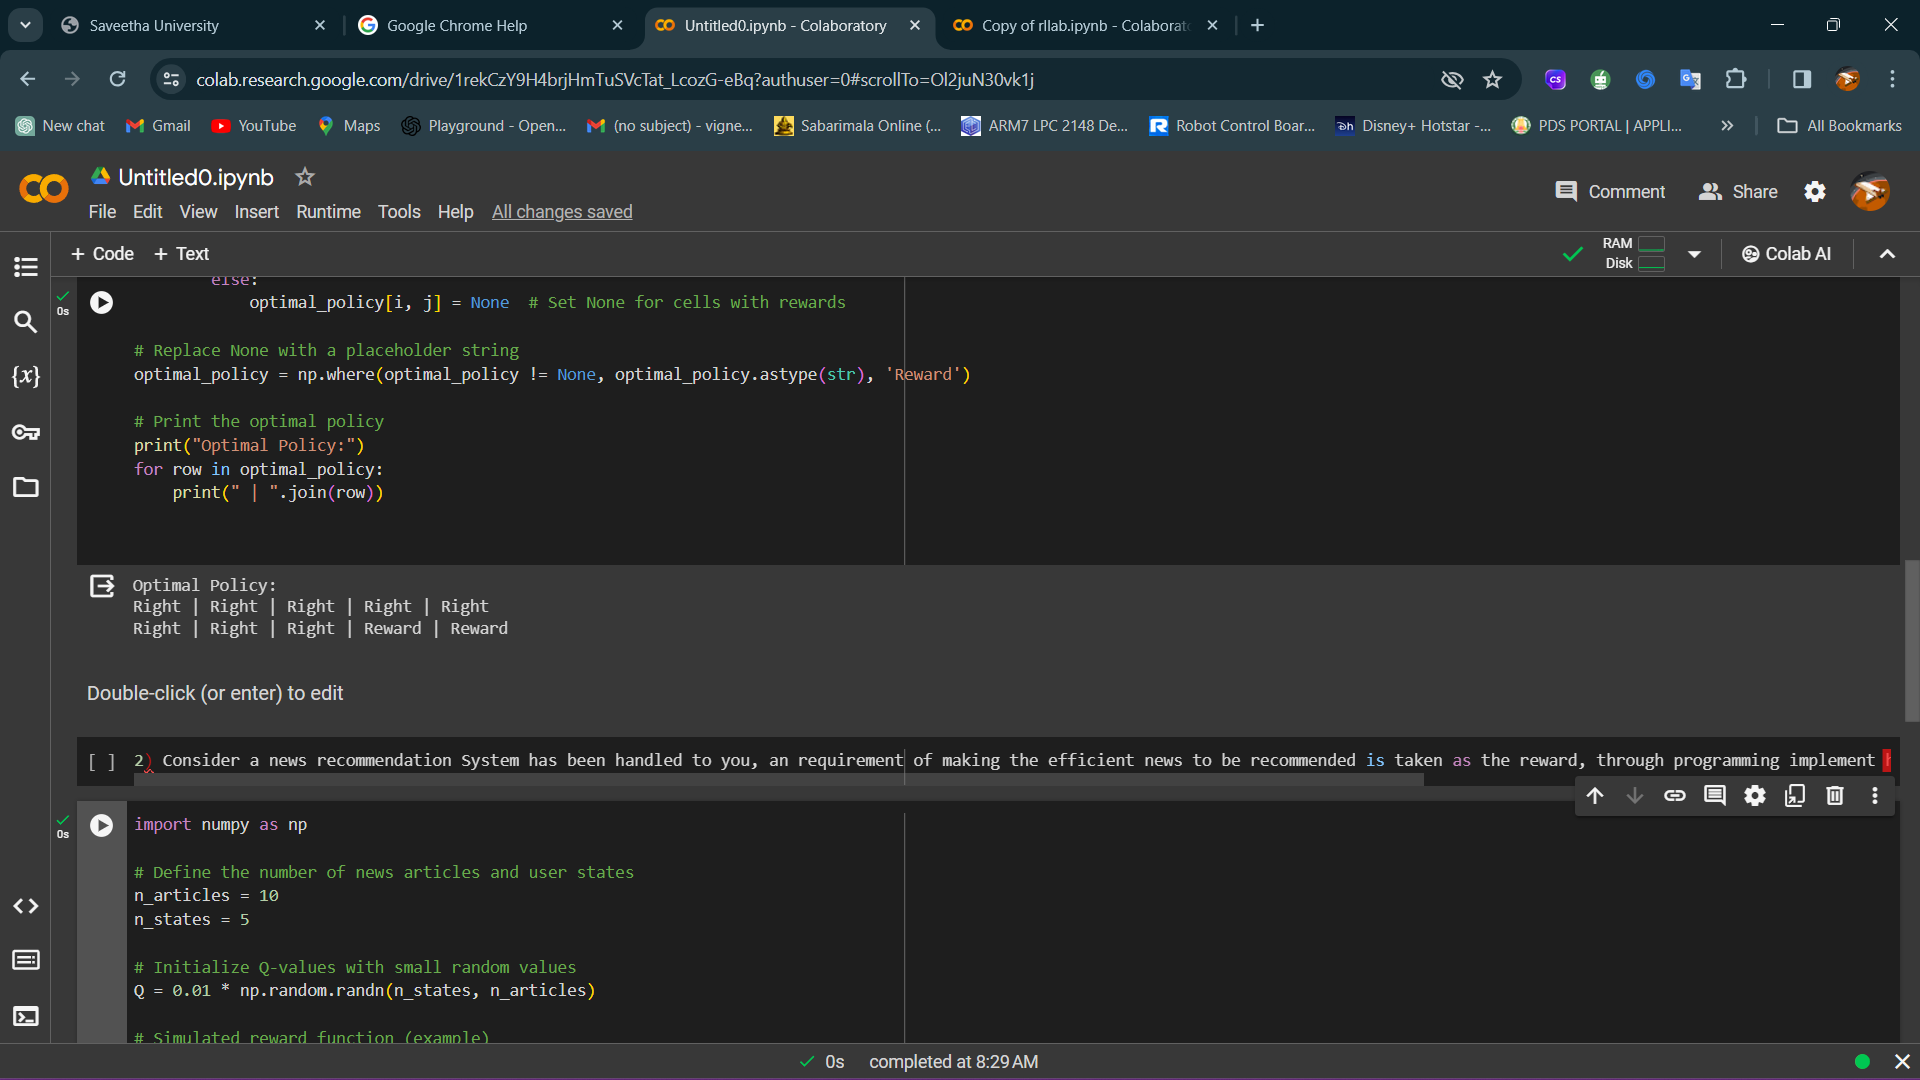 Saveetha University
Google Chrome Help
Untitled0.ipynb - Colaboratory
Copy of rllab.ipynb - Colaborat
colab.research.google.com/drive/1rekCzY9H4brjHmTuSVcTat_LcozG-eBq?authuser=0#scrollTo=Ol2juN30vk1j
New chat
Gmail
YouTube
Maps
Playground - Open...
(no subject) - vigne...
Sabarimala Online (...
ARM7 LPC 2148 De...
Robot Control Boar...
Disney+ Hotstar -...
PDS PORTAL | APPLI...
All Bookmarks
Untitled0.ipynb
File Edit View Insert Runtime Tools Help All changes saved
Comment
Share
+ Code + Text
RAM
Disk
Colab AI
else:
0s
optimal_policy[i, j] = None # Set None for cells with rewards
# Replace None with a placeholder string
optimal_policy = np.where(optimal_policy != None, optimal_policy.astype(str), 'Reward')
# Print the optimal policy
print("Optimal Policy:")
for row in optimal_policy:
print(" | ".join(row))
Optimal Policy:
Right | Right | Right | Right | Right
Right | Right | Right | Reward | Reward
Double-click (or enter) to edit
[ ] 2) Consider a news recommendation System has been handled to you, an requirement of making the efficient news to be recommended is taken as the reward, through programming implement
0s
import numpy as np
# Define the number of news articles and user states
n_articles = 10
n_states = 5
# Initialize Q-values with small random values
Q = 0.01 * np.random.randn(n_states, n_articles)
# Simulated reward function (example)
0s completed at 8:29 AM